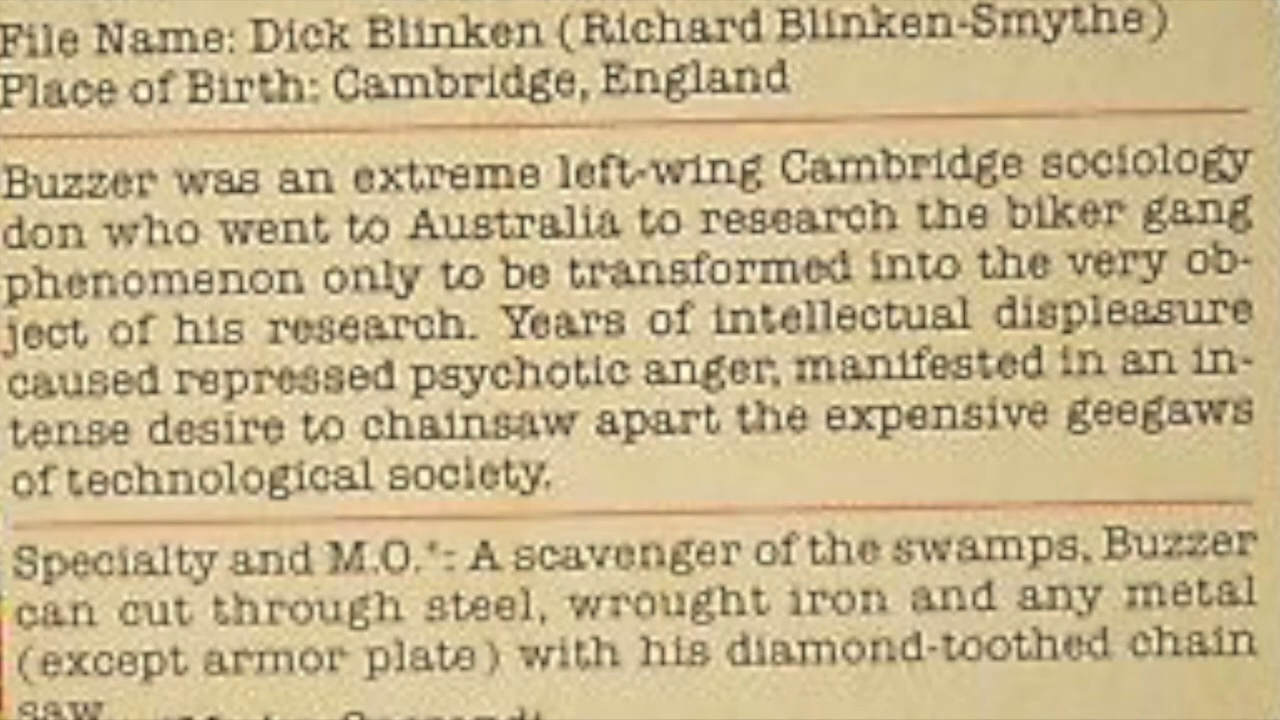 File Name: Dick Blinken (Richard Blinken-Smythe)
Place of Birth: Cambridge, England
Buzzer was an extreme left-wing Cambridge sociology
don who went to Australia to research the biker gang
phenomenon only to be transformed into the very ob-
ject of his research. Years of intellectual displeasure
caused repressed psychotic anger, manifested in an in-
tense desire to chainsaw apart the expensive geegaws
of technological society.
Specialty and M.O.*: A scavenger of the swamps, Buzzer
can cut through steel, wrought iron and any metal
(except armor plate) with his diamond-toothed chain
saw.